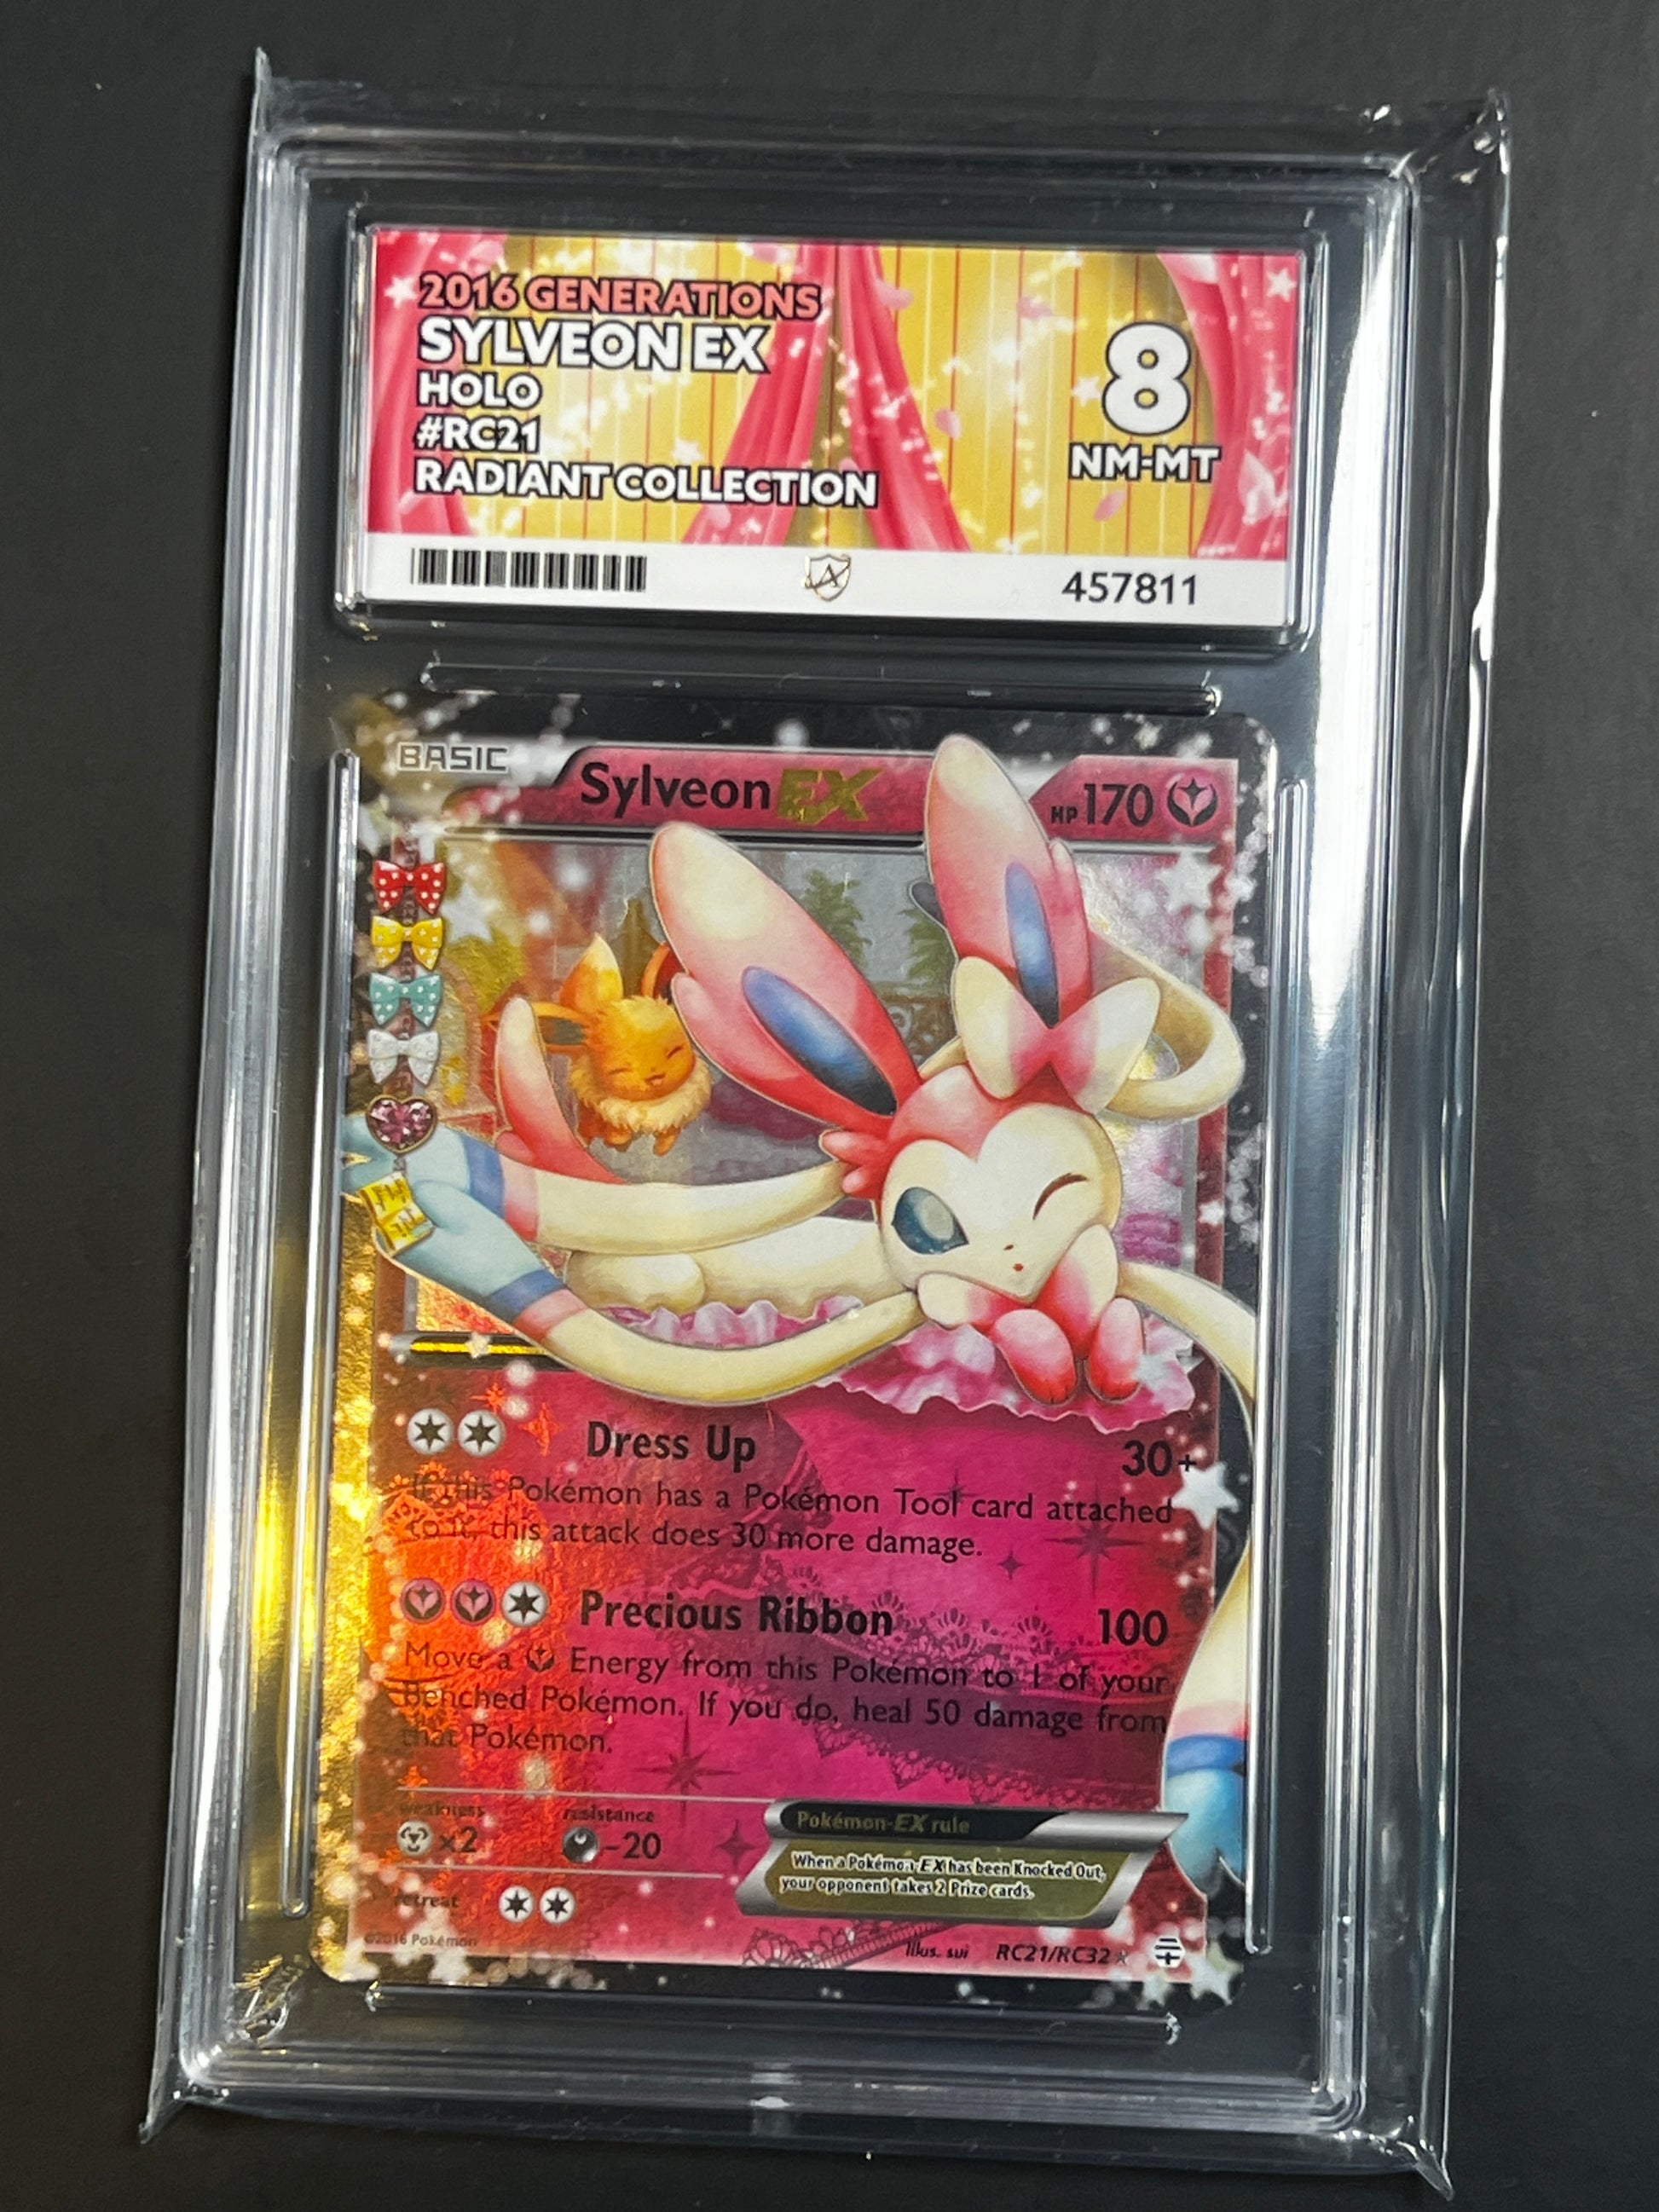 2016 GENERATIONS
SYLVEON EX
HOLO
#RC21
RADIANT COLLECTION
8
NM-MT
457811
BASIC
Sylveon EX
HP 170
Dress Up 30+
If this Pokémon has a Pokémon Tool card attached
to it, this attack does 30 more damage.
Precious Ribbon 100
Move a Energy from this Pokémon to 1 of your
Benched Pokémon. If you do, heal 50 damage from
that Pokémon.
weakness resistance
×2 -20
Pokémon-EX rule
When a Pokémon-EX has been Knocked Out,
your opponent takes 2 Prize cards.
retreat
©2016 Pokémon
Illus. sui RC21/RC32